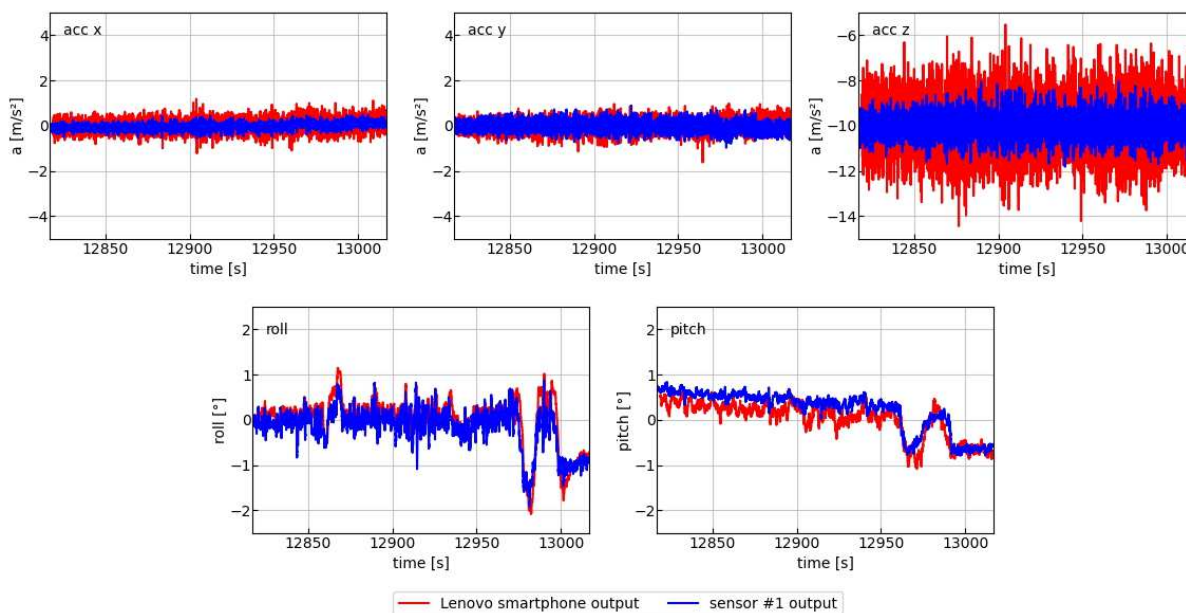 acc x
4
2
0
−2
−4
a [m/s²]
12850 12900 12950 13000
time [s]
acc y
4
2
0
−2
−4
a [m/s²]
12850 12900 12950 13000
time [s]
acc z
−6
−8
−10
−12
−14
a [m/s²]
12850 12900 12950 13000
time [s]
roll
2
1
0
−1
−2
roll [°]
12850 12900 12950 13000
time [s]
pitch
2
1
0
−1
−2
pitch [°]
12850 12900 12950 13000
time [s]
Lenovo smartphone output sensor #1 output